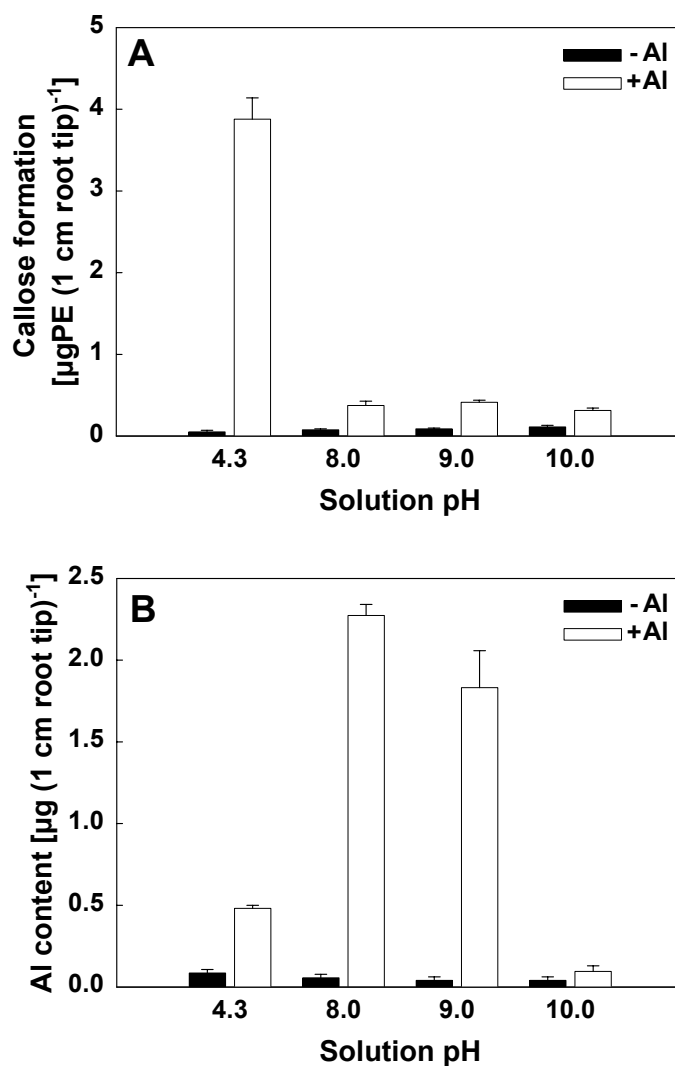 A
- Al
+Al
Callose formation
[µgPE (1 cm root tip)⁻¹]
5
4
3
2
1
0
4.3 8.0 9.0 10.0
Solution pH
B
- Al
+Al
Al content [µg (1 cm root tip)⁻¹]
2.5
2.0
1.5
1.0
0.5
0.0
4.3 8.0 9.0 10.0
Solution pH